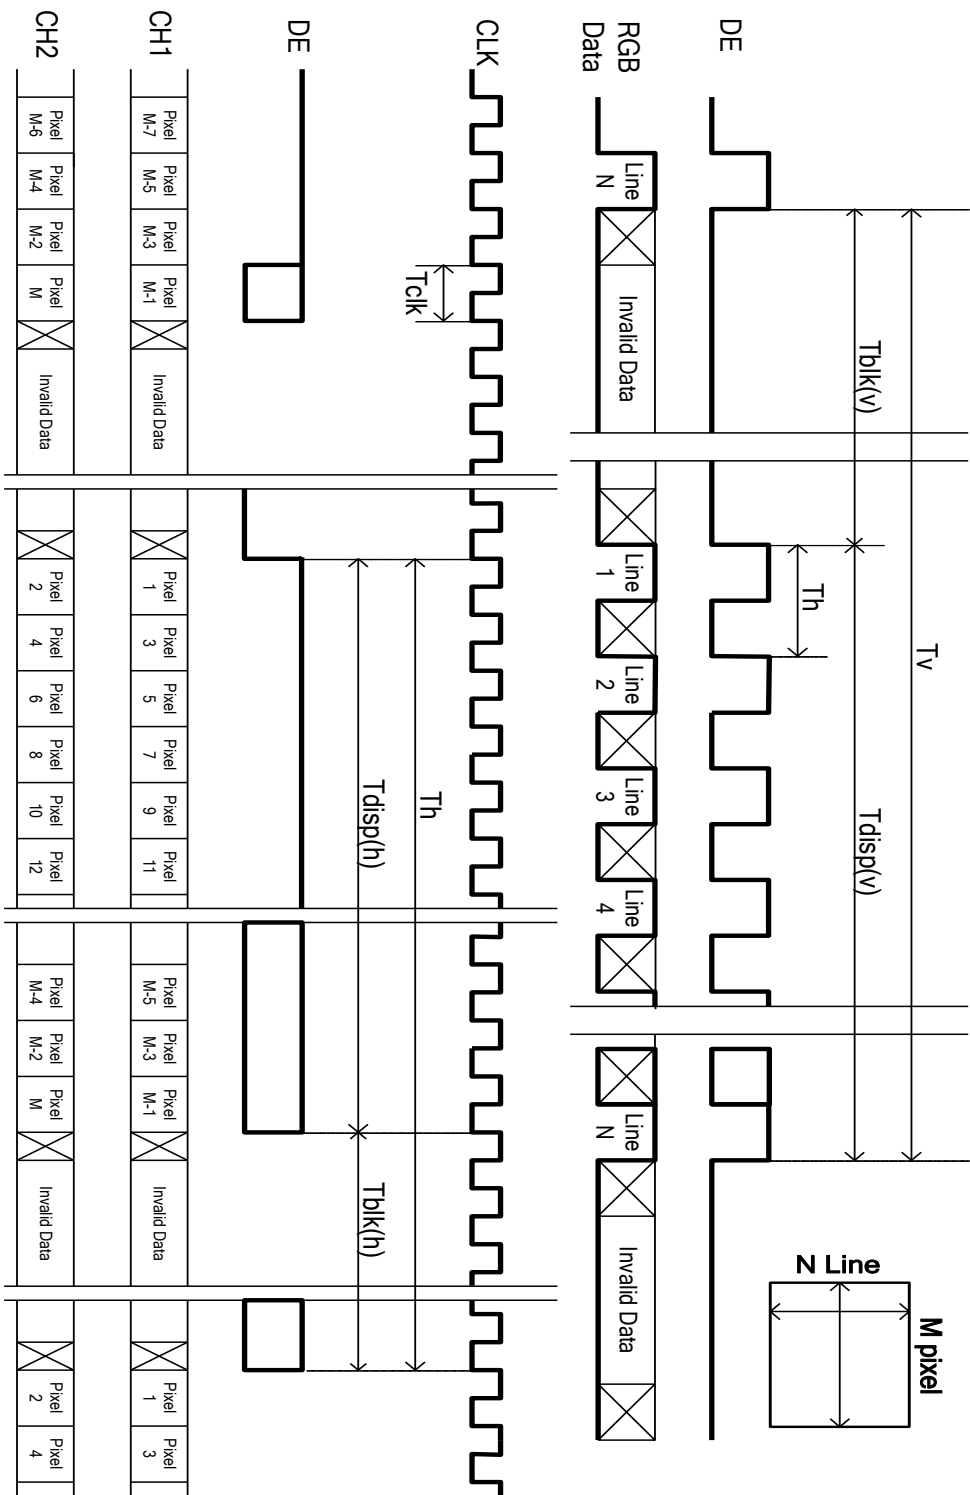 Tv
Tblk(v) Tdisp(v)
Th
M pixel
N Line
DE
RGB
Data
Line
N
Invalid Data
Line
1
Line
2
Line
3
Line
4
Line
N
Invalid Data
CLK
Tclk
Th
Tdisp(h) Tblk(h)
DE
CH1
Pixel
M-7
Pixel
M-5
Pixel
M-3
Pixel
M-1
Invalid Data
Pixel
1
Pixel
3
Pixel
5
Pixel
7
Pixel
9
Pixel
11
Pixel
M-5
Pixel
M-3
Pixel
M-1
Invalid Data
Pixel
1
Pixel
3
CH2
Pixel
M-6
Pixel
M-4
Pixel
M-2
Pixel
M
Invalid Data
Pixel
2
Pixel
4
Pixel
6
Pixel
8
Pixel
10
Pixel
12
Pixel
M-4
Pixel
M-2
Pixel
M
Invalid Data
Pixel
2
Pixel
4